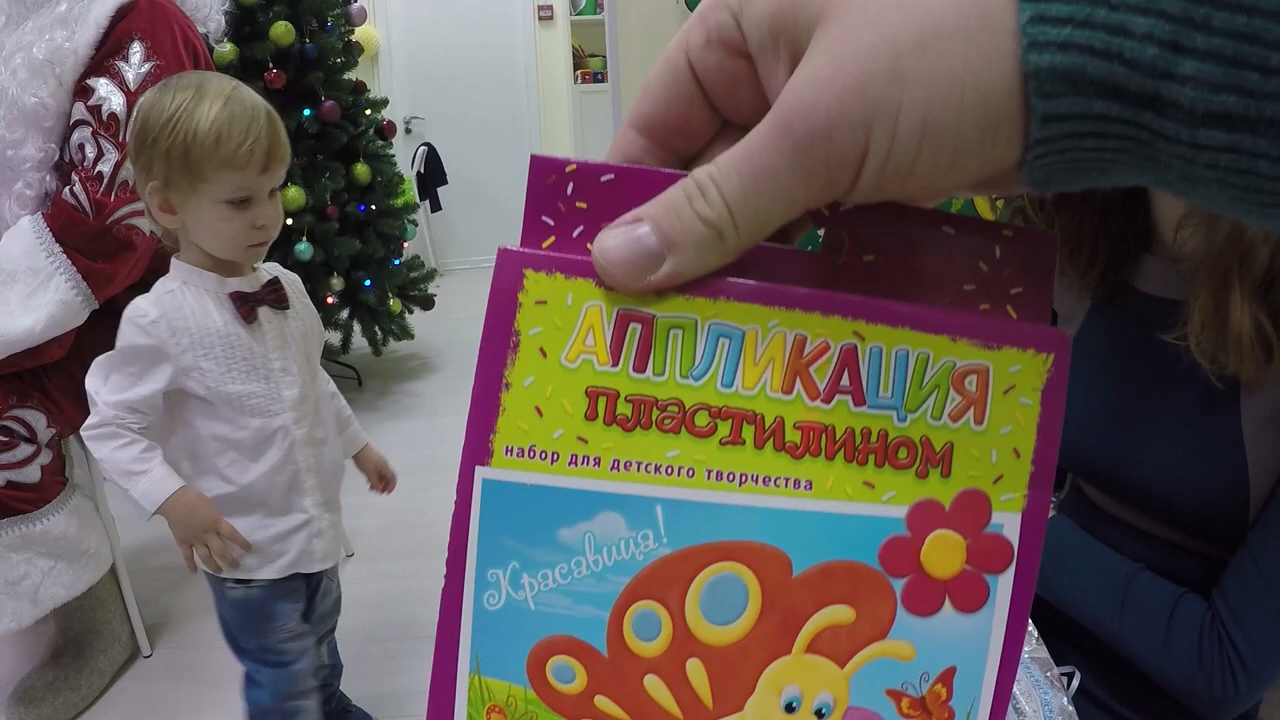 АППЛИКАЦИЯ
ПЛАСТИЛИНОМ
набор для детского творчества
Красавица!